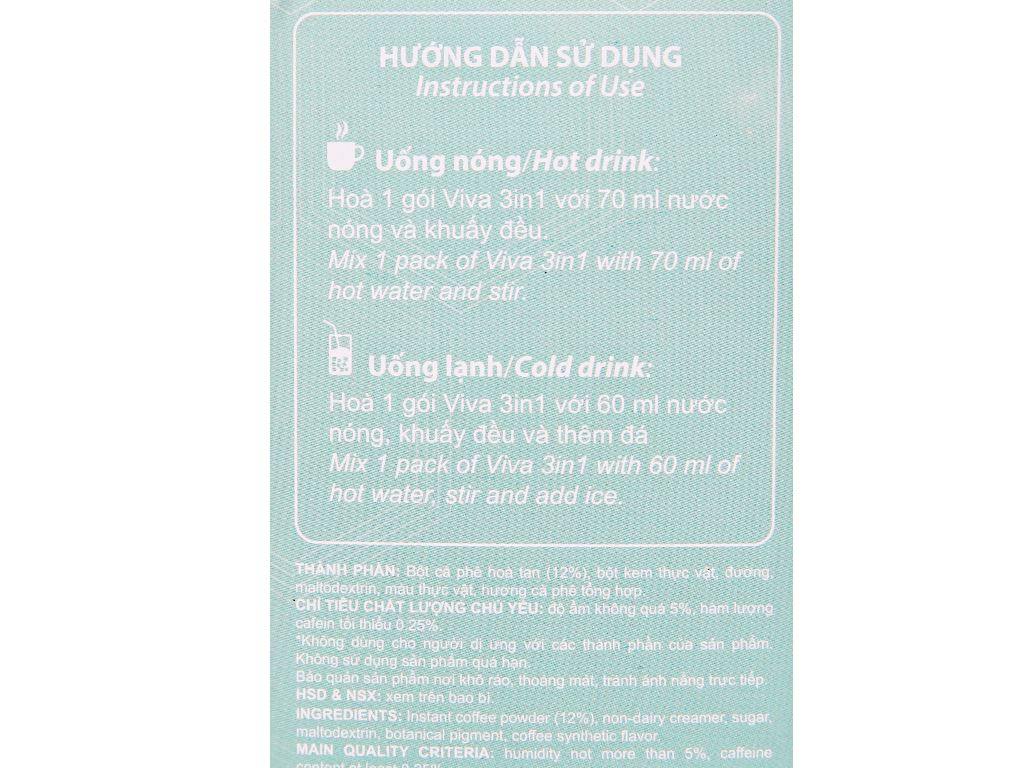 HƯỚNG DẪN SỬ DỤNG
Instructions of Use
Uống nóng/Hot drink:
Hoà 1 gói Viva 3in1 với 70 ml nước
nóng và khuấy đều.
Mix 1 pack of Viva 3in1 with 70 ml of
hot water and stir.
Uống lạnh/Cold drink:
Hoà 1 gói Viva 3in1 với 60 ml nước
nóng, khuấy đều và thêm đá
Mix 1 pack of Viva 3in1 with 60 ml of
hot water, stir and add ice.
THÀNH PHẦN: Bột cà phê hoà tan (12%), bột kem thực vật, đường,
maltodextrin, màu thực vật, hương cà phê tổng hợp.
CHỈ TIÊU CHẤT LƯỢNG CHỦ YẾU: độ ẩm không quá 5%, hàm lượng
cafein tối thiểu 0.25%.
*Không dùng cho người dị ứng với các thành phần của sản phẩm.
Không sử dụng sản phẩm quá hạn.
Bảo quản sản phẩm nơi khô ráo, thoáng mát, tránh ánh nắng trực tiếp.
HSD & NSX: xem trên bao bì.
INGREDIENTS: Instant coffee powder (12%), non-dairy creamer, sugar,
maltodextrin, botanical pigment, coffee synthetic flavor.
MAIN QUALITY CRITERIA: humidity not more than 5%, caffeine
content at least 0.25%